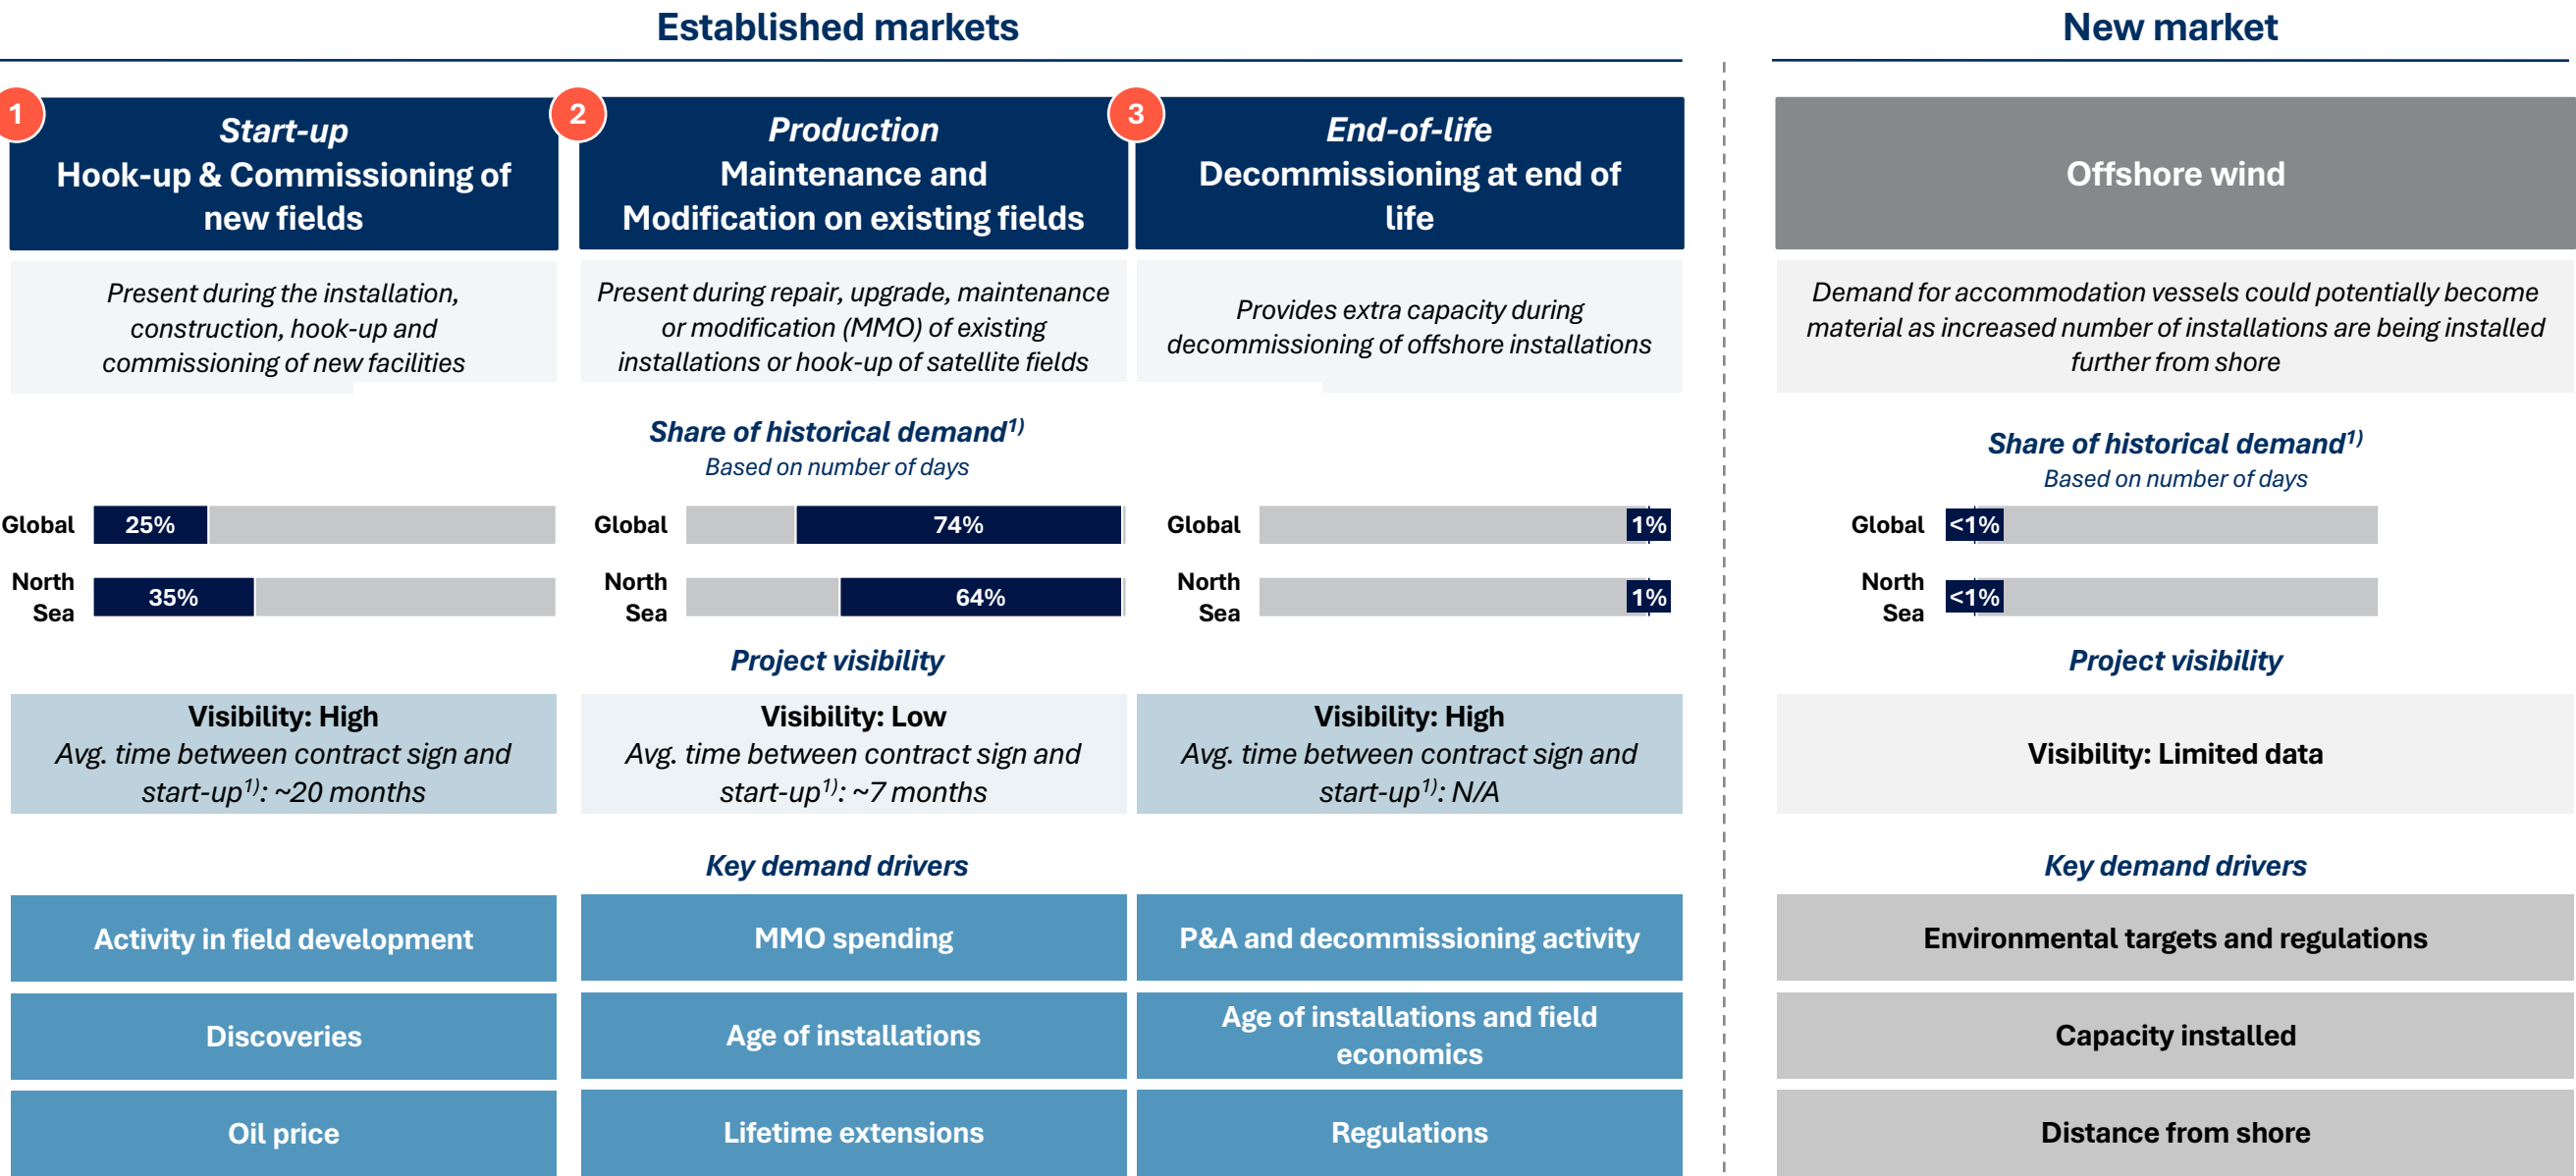 Established markets
New market
1
Start-up
Hook-up & Commissioning of
new fields
2
Production
Maintenance and
Modification on existing fields
3
End-of-life
Decommissioning at end of
life
Offshore wind
Present during the installation,
construction, hook-up and
commissioning of new facilities
Present during repair, upgrade, maintenance
or modification (MMO) of existing
installations or hook-up of satellite fields
Provides extra capacity during
decommissioning of offshore installations
Demand for accommodation vessels could potentially become
material as increased number of installations are being installed
further from shore
Share of historical demand1)
Based on number of days
Share of historical demand1)
Based on number of days
Global
25%
Global
74%
Global
1%
Global
<1%
North
Sea
35%
North
Sea
64%
North
Sea
1%
North
Sea
<1%
Project visibility
Project visibility
Visibility: High
Avg. time between contract sign and
start-up1): ~20 months
Visibility: Low
Avg. time between contract sign and
start-up1): ~7 months
Visibility: High
Avg. time between contract sign and
start-up1): N/A
Visibility: Limited data
Key demand drivers
Key demand drivers
Activity in field development
MMO spending
P&A and decommissioning activity
Environmental targets and regulations
Discoveries
Age of installations
Age of installations and field
economics
Capacity installed
Oil price
Lifetime extensions
Regulations
Distance from shore